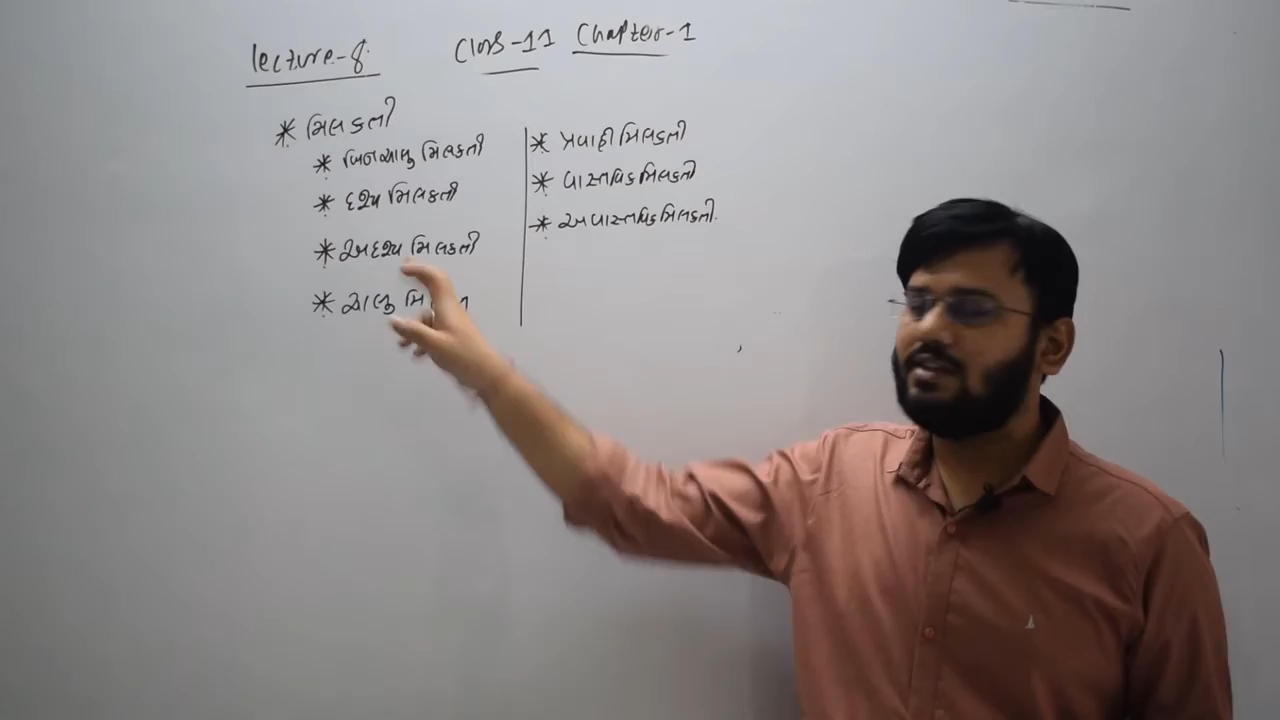 lecture-8
Class-11 Chapter-1
* મિલકતો
* બિનચાલુ મિલકતો
* દૃશ્ય મિલકતો
* અદૃશ્ય મિલકતો
* ચાલુ
* પ્રવાહી મિલકતો
* વાસ્તવિક મિલકતો
* અવાસ્તવિક મિલકતો.